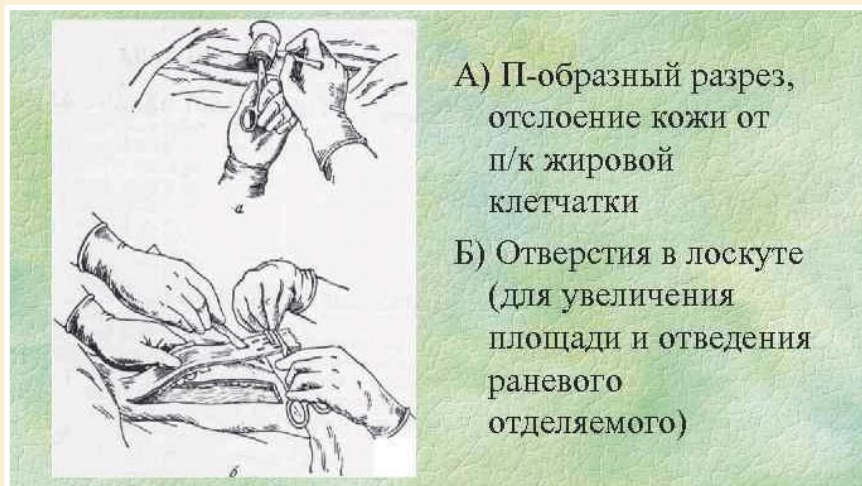 А) П-образный разрез,
отслоение кожи от
п/к жировой
клетчатки
Б) Отверстия в лоскуте
(для увеличения
площади и отведения
раневого
отделяемого)
а
б